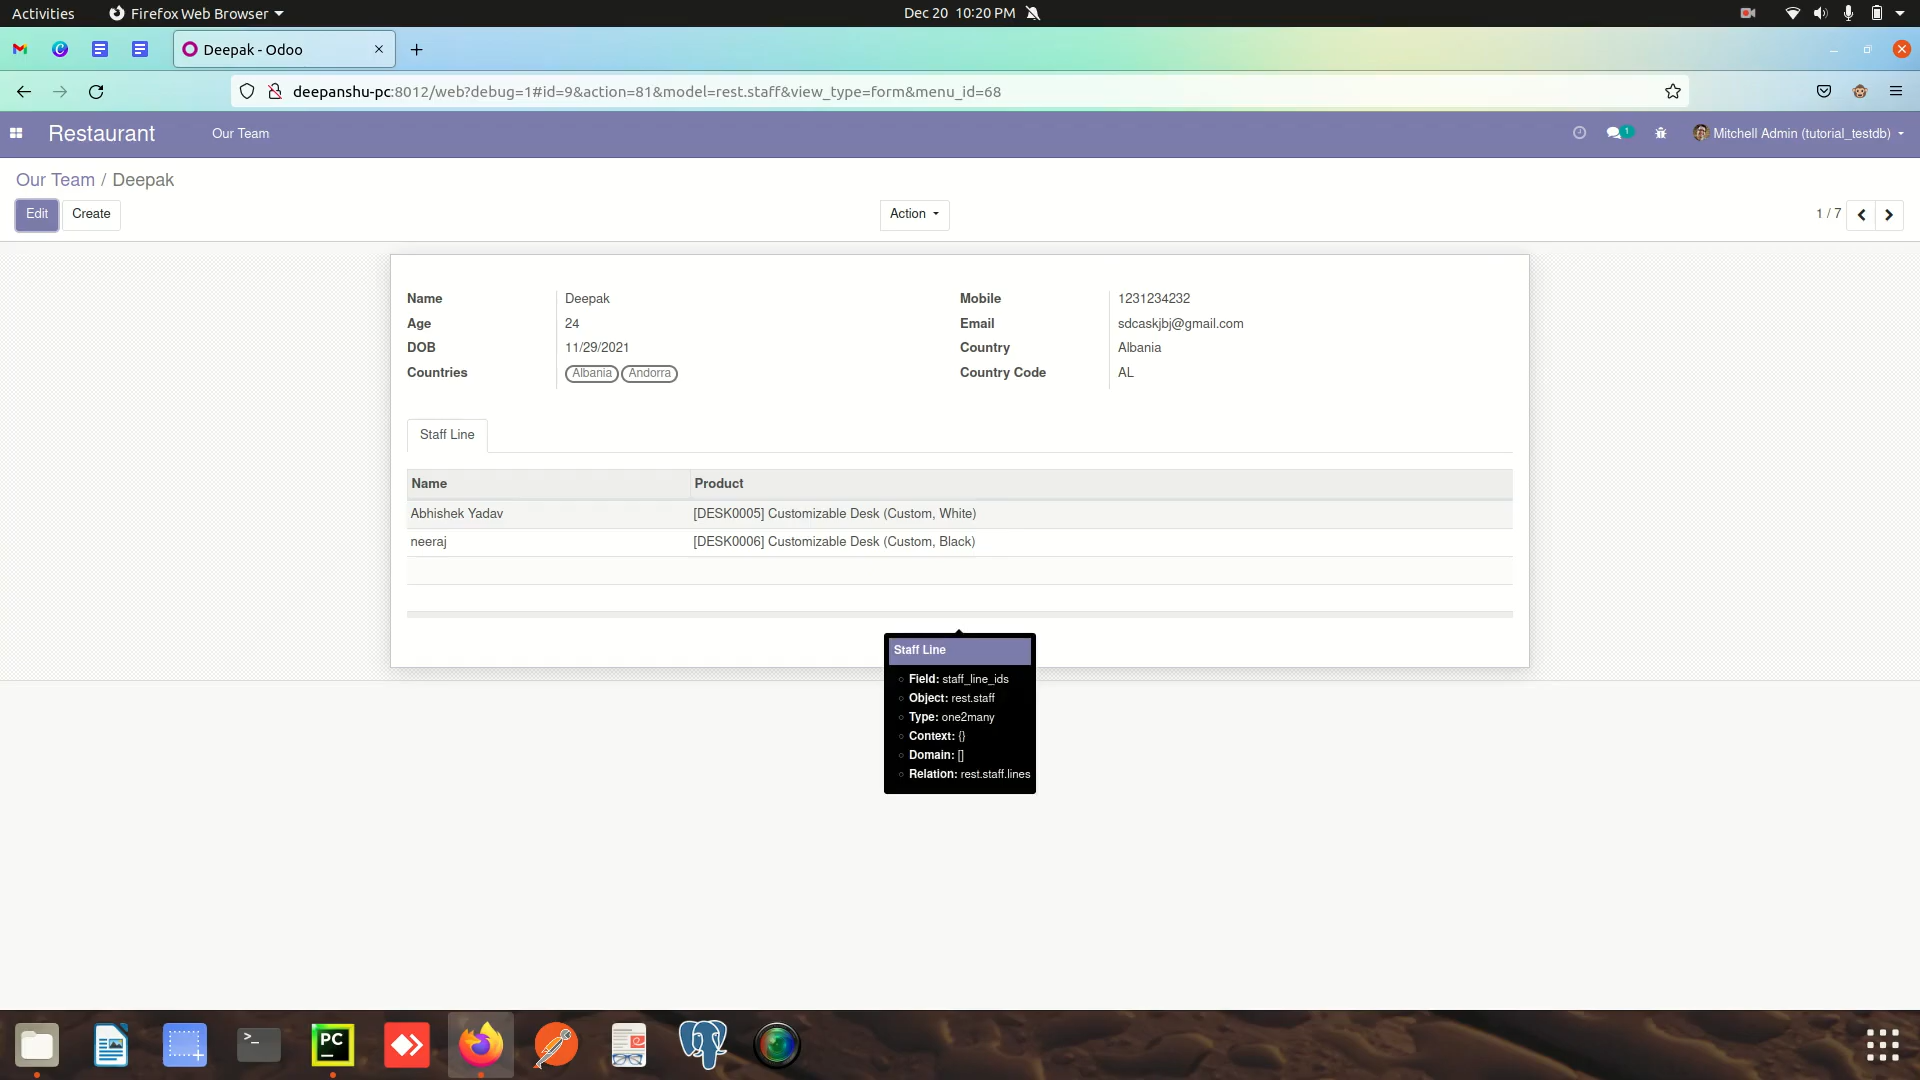 Activities
Firefox Web Browser
Dec 20 10:20 PM
Deepak - Odoo
deepanshu-pc:8012/web?debug=1#id=9&action=81&model=rest.staff&view_type=form&menu_id=68
Restaurant
Our Team
1
Mitchell Admin (tutorial_testdb)
Our Team / Deepak
Edit
Create
Action
1 / 7
Name
Deepak
Mobile
1231234232
Age
24
Email
sdcaskjbj@gmail.com
DOB
11/29/2021
Country
Albania
Countries
Albania
Andorra
Country Code
AL
Staff Line
Name
Product
Abhishek Yadav
[DESK0005] Customizable Desk (Custom, White)
neeraj
[DESK0006] Customizable Desk (Custom, Black)
Staff Line
Field: staff_line_ids
Object: rest.staff
Type: one2many
Context: {}
Domain: []
Relation: rest.staff.lines
>_
PC